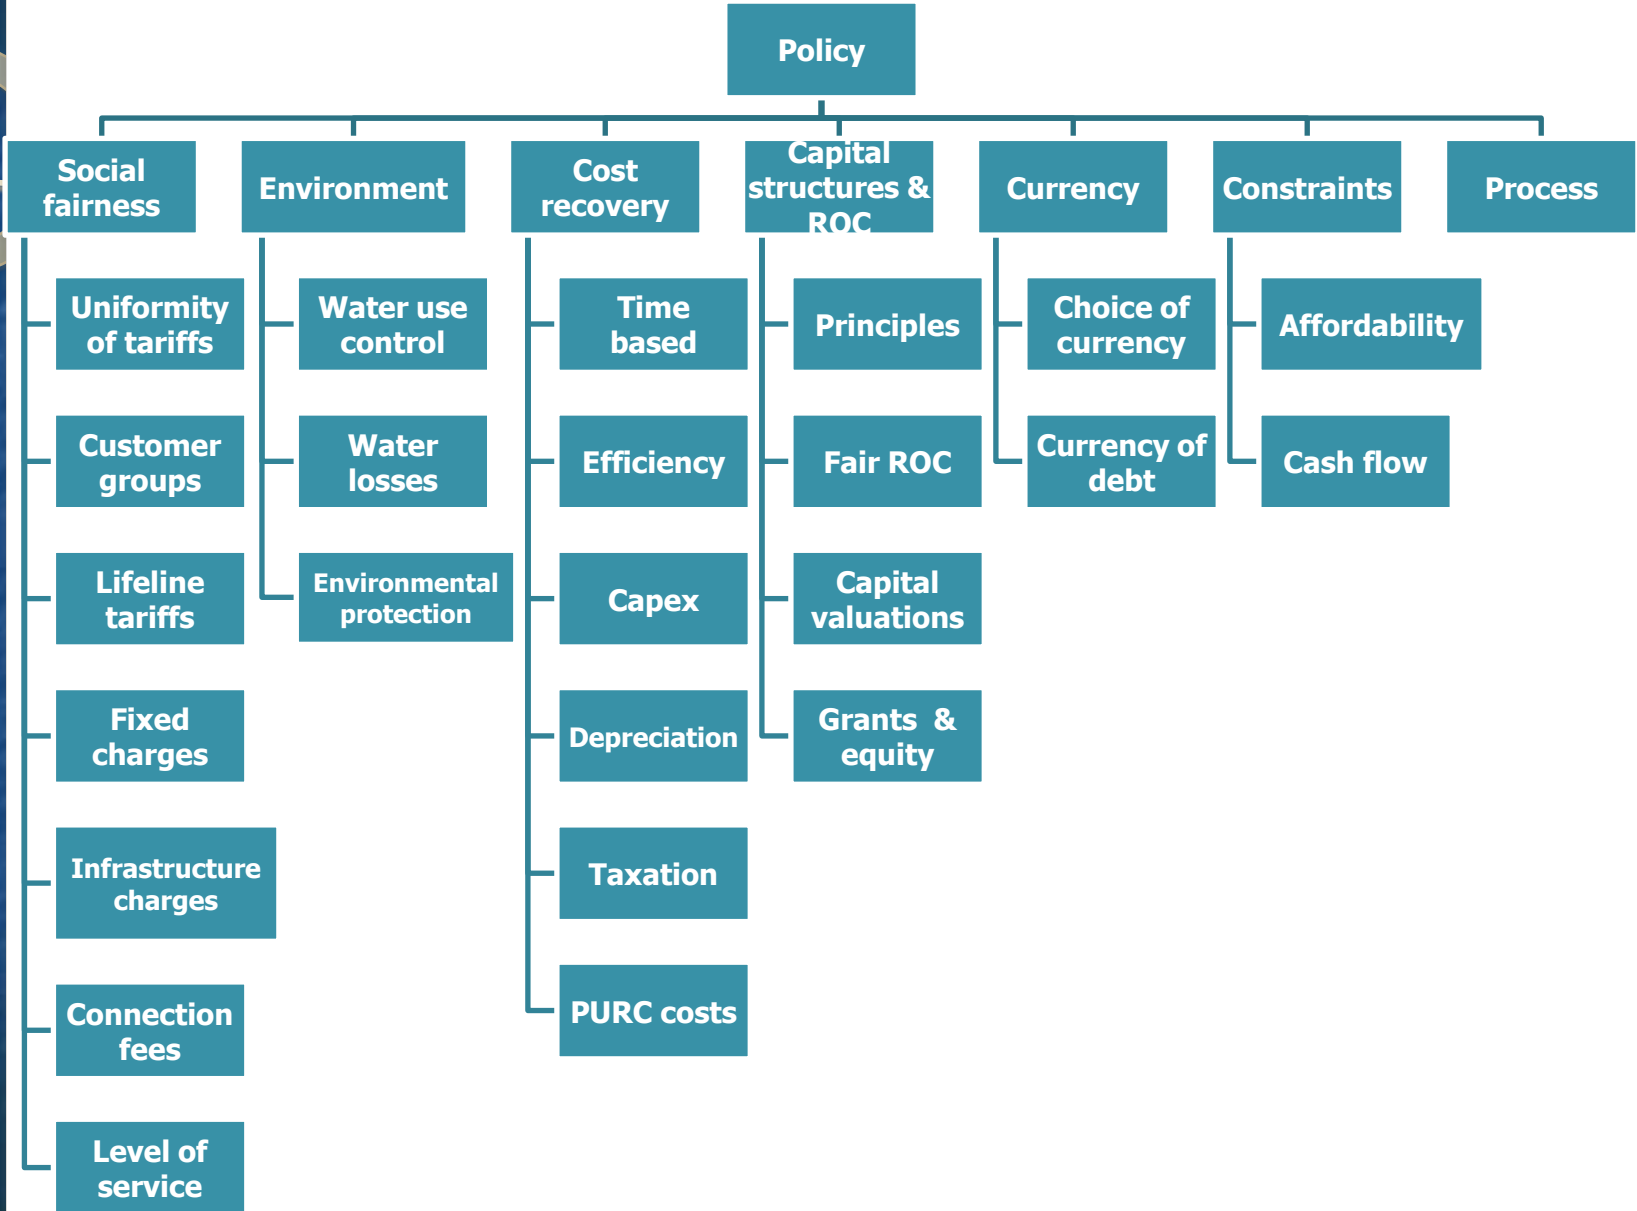 Policy
Social
fairness
Environment
Cost
recovery
Capital
structures &
ROC
Currency
Constraints
Process
Uniformity
of tariffs
Customer
groups
Lifeline
tariffs
Fixed
charges
Infrastructure
charges
Connection
fees
Level of
service
Water use
control
Water
losses
Environmental
protection
Time
based
Efficiency
Capex
Depreciation
Taxation
PURC costs
Principles
Fair ROC
Capital
valuations
Grants &
equity
Choice of
currency
Currency of
debt
Affordability
Cash flow